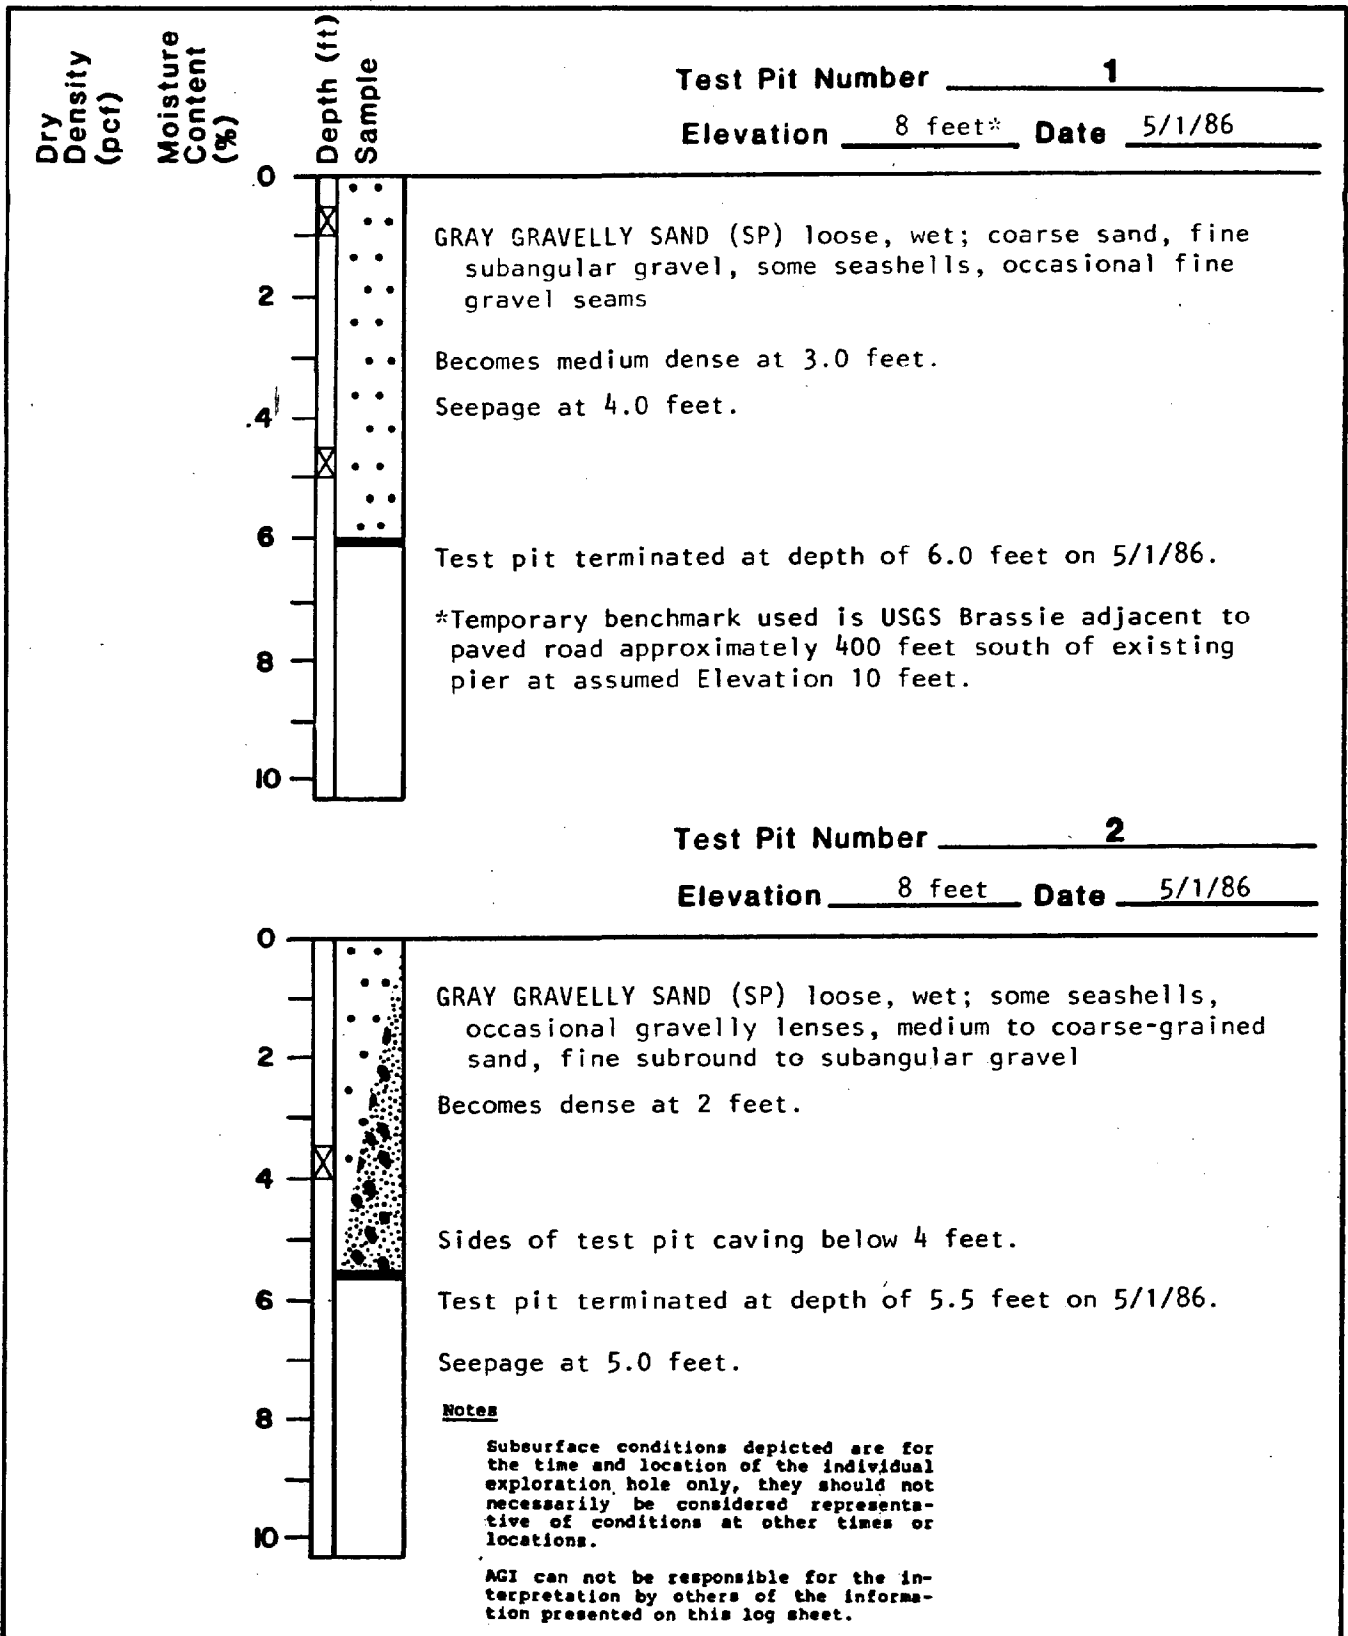 Dry
Density
(pcf)
Moisture
Content
(%)
Depth (ft)
Sample
Test Pit Number 1
Elevation 8 feet* Date 5/1/86
0
GRAY GRAVELLY SAND (SP) loose, wet; coarse sand, fine
subangular gravel, some seashells, occasional fine
2
gravel seams
Becomes medium dense at 3.0 feet.
Seepage at 4.0 feet.
4
6
Test pit terminated at depth of 6.0 feet on 5/1/86.
*Temporary benchmark used is USGS Brassie adjacent to
paved road approximately 400 feet south of existing
8
pier at assumed Elevation 10 feet.
10
Test Pit Number 2
Elevation 8 feet Date 5/1/86
0
GRAY GRAVELLY SAND (SP) loose, wet; some seashells,
occasional gravelly lenses, medium to coarse-grained
2
sand, fine subround to subangular gravel
Becomes dense at 2 feet.
4
Sides of test pit caving below 4 feet.
6
Test pit terminated at depth of 5.5 feet on 5/1/86.
Seepage at 5.0 feet.
8
Notes
Subsurface conditions depicted are for
the time and location of the individual
exploration hole only, they should not
necessarily be considered representa-
tive of conditions at other times or
10
locations.
AGI can not be responsible for the in-
terpretation by others of the informa-
tion presented on this log sheet.